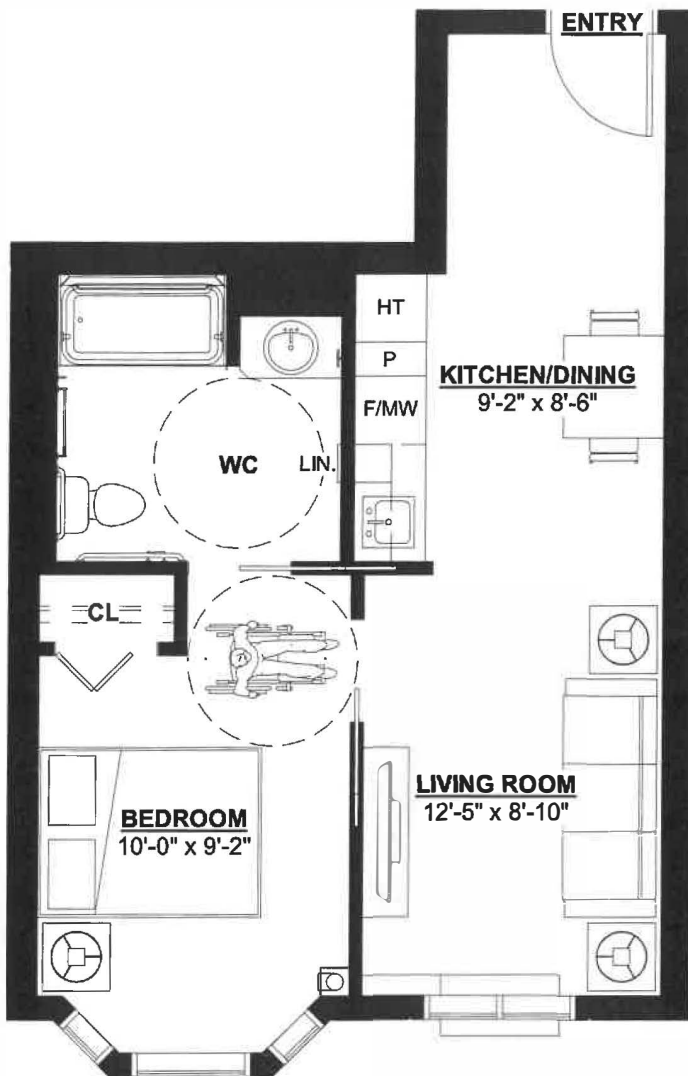 ENTRY
HT
P
KITCHEN/DINING
9'-2" x 8'-6"
F/MW
WC
LIN.
CL
LIVING ROOM
12'-5" x 8'-10"
BEDROOM
10'-0" x 9'-2"